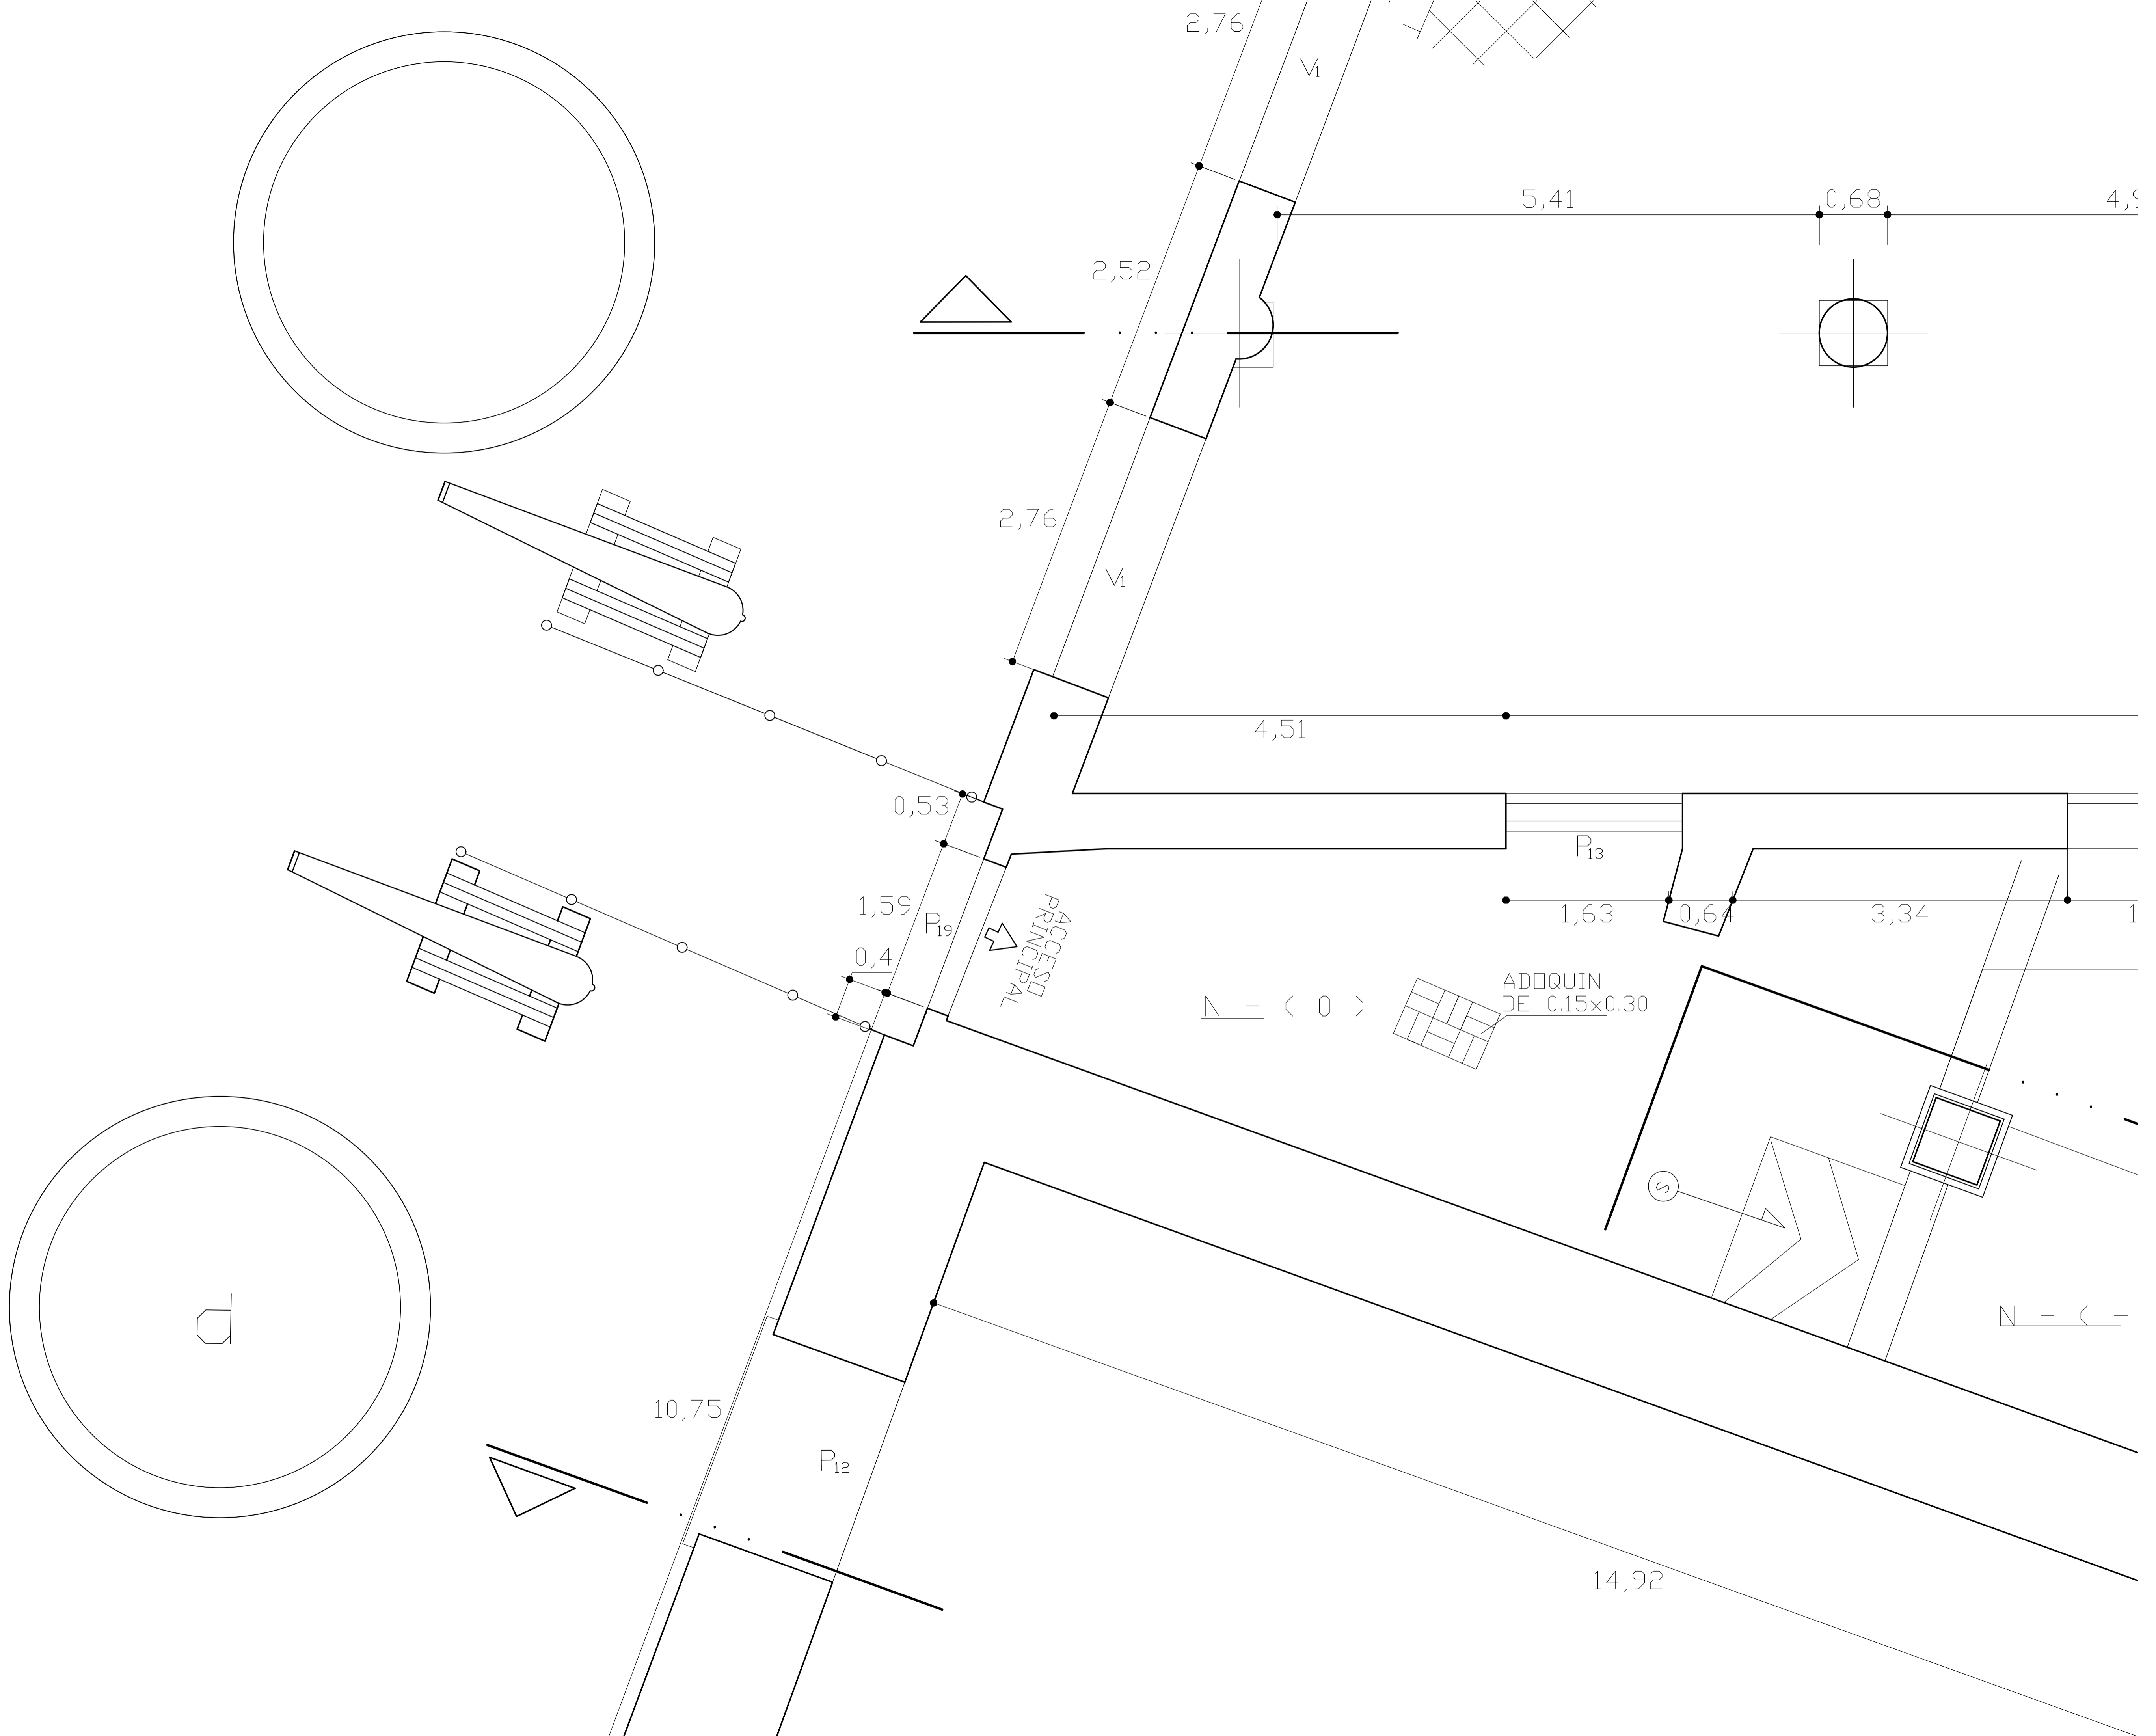 2,76
V1
5,41
0,68
2,52
2,76
V1
4,51
0,53
P13
1,59
P19
1,63
0,64
3,34
ACCESO
PRINCIPAL
0,4
N - ( 0 )
ADOQUIN
DE 0.15x0.30
S
N - ( +
d
10,75
P12
14,92